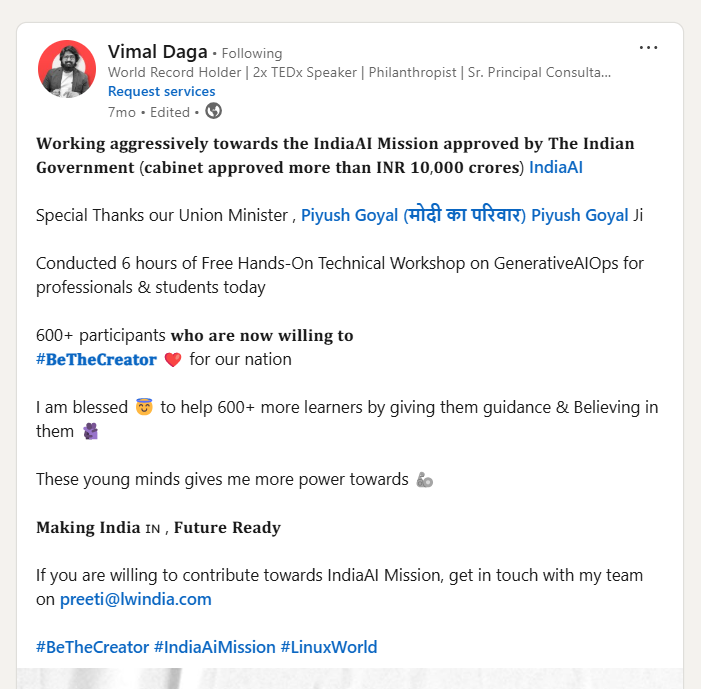 Vimal Daga • Following
World Record Holder | 2x TEDx Speaker | Philanthropist | Sr. Principal Consulta...
Request services
7mo • Edited •
Working aggressively towards the IndiaAI Mission approved by The Indian
Government (cabinet approved more than INR 10,000 crores) IndiaAI
Special Thanks our Union Minister , Piyush Goyal (मोदी का परिवार) Piyush Goyal Ji
Conducted 6 hours of Free Hands-On Technical Workshop on GenerativeAIOps for
professionals & students today
600+ participants who are now willing to
#BeTheCreator ❤️ for our nation
I am blessed 😇 to help 600+ more learners by giving them guidance & Believing in
them 🫂
These young minds gives me more power towards 🦾
Making India ɪɴ , Future Ready
If you are willing to contribute towards IndiaAI Mission, get in touch with my team
on preeti@lwindia.com
#BeTheCreator #IndiaAiMission #LinuxWorld